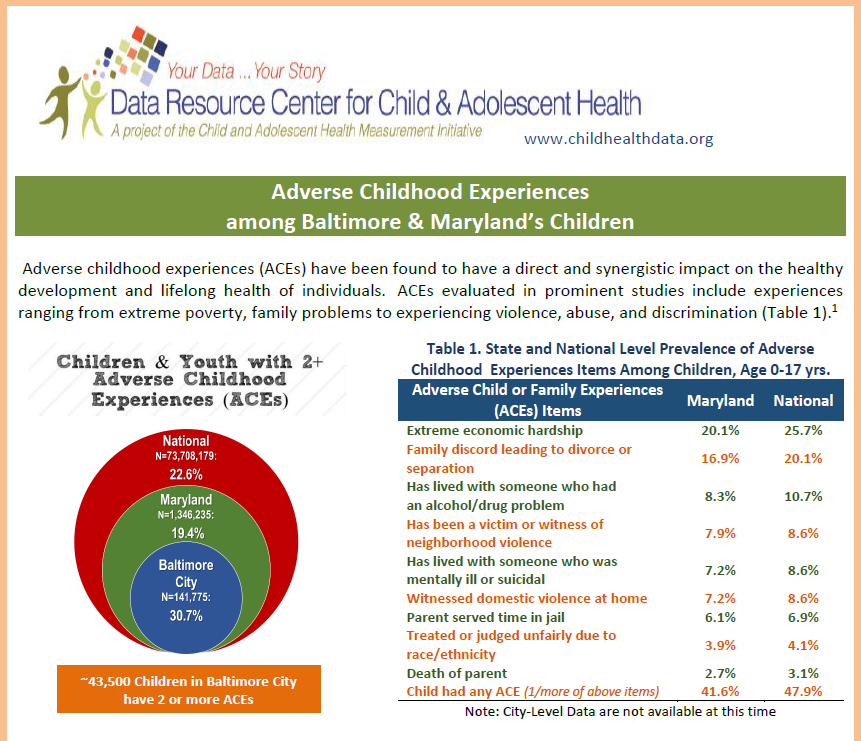 Your Data ... Your Story
Data Resource Center for Child & Adolescent Health
A project of the Child and Adolescent Health Measurement Initiative
www.childhealthdata.org
Adverse Childhood Experiences
among Baltimore & Maryland's Children
Adverse childhood experiences (ACEs) have been found to have a direct and synergistic impact on the healthy
development and lifelong health of individuals. ACEs evaluated in prominent studies include experiences
ranging from extreme poverty, family problems to experiencing violence, abuse, and discrimination (Table 1).1
Children & Youth with 2+
Adverse Childhood
Experiences (ACEs)
National
N=73,708,179:
22.6%
Maryland
N=1,346,235:
19.4%
Baltimore
City
N=141,775:
30.7%
~43,500 Children in Baltimore City
have 2 or more ACEs
Table 1. State and National Level Prevalence of Adverse
Childhood Experiences Items Among Children, Age 0-17 yrs.
Adverse Child or Family Experiences
(ACEs) Items Maryland National
Extreme economic hardship 20.1% 25.7%
Family discord leading to divorce or
separation 16.9% 20.1%
Has lived with someone who had
an alcohol/drug problem 8.3% 10.7%
Has been a victim or witness of
neighborhood violence 7.9% 8.6%
Has lived with someone who was
mentally ill or suicidal 7.2% 8.6%
Witnessed domestic violence at home 7.2% 8.6%
Parent served time in jail 6.1% 6.9%
Treated or judged unfairly due to
race/ethnicity 3.9% 4.1%
Death of parent 2.7% 3.1%
Child had any ACE (1/more of above items) 41.6% 47.9%
Note: City-Level Data are not available at this time